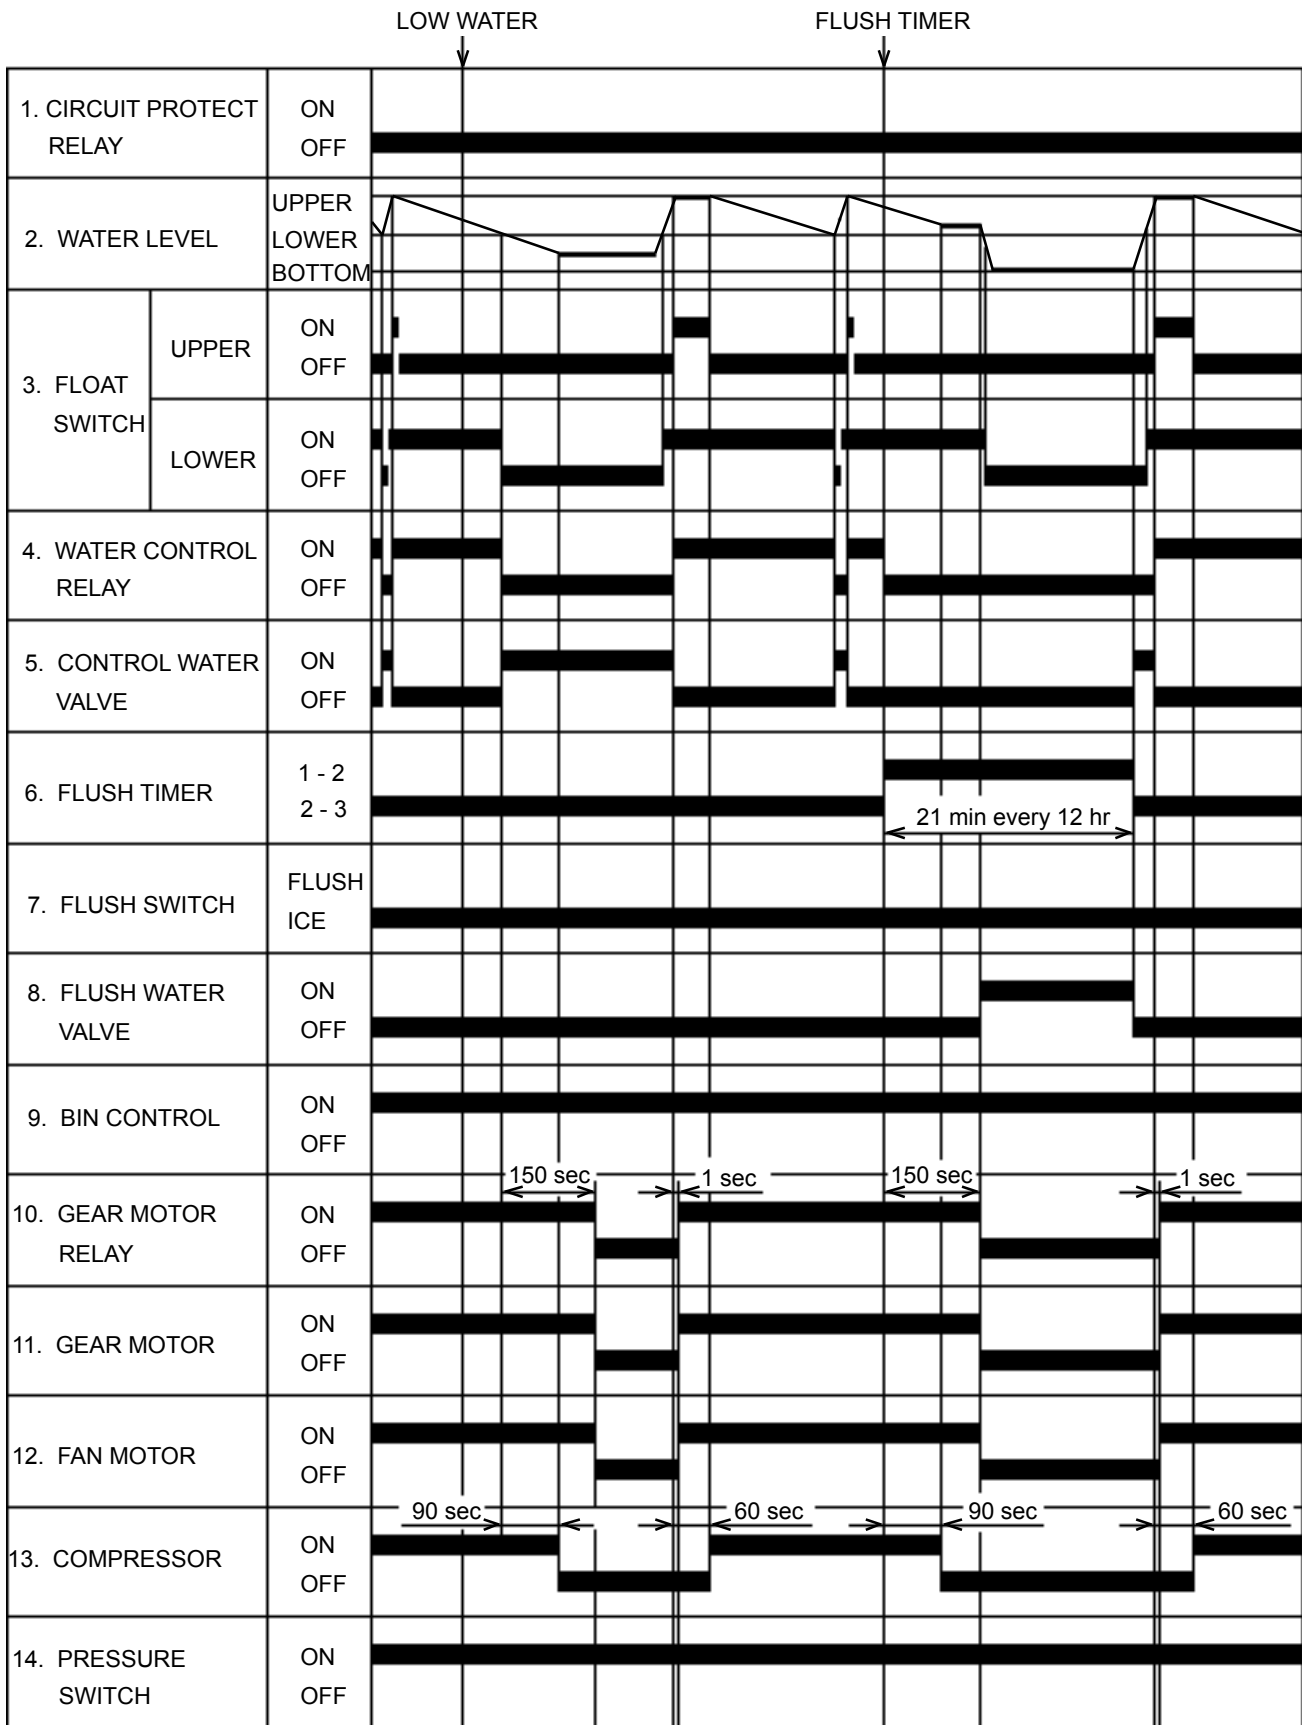 LOW WATER
FLUSH TIMER
1. CIRCUIT PROTECT
RELAY
ON
OFF
2. WATER LEVEL
UPPER
LOWER
BOTTOM
3. FLOAT
SWITCH
UPPER
ON
OFF
LOWER
ON
OFF
4. WATER CONTROL
RELAY
ON
OFF
5. CONTROL WATER
VALVE
ON
OFF
6. FLUSH TIMER
1 - 2
2 - 3
21 min every 12 hr
7. FLUSH SWITCH
FLUSH
ICE
8. FLUSH WATER
VALVE
ON
OFF
9. BIN CONTROL
ON
OFF
150 sec
1 sec
150 sec
1 sec
10. GEAR MOTOR
RELAY
ON
OFF
11. GEAR MOTOR
ON
OFF
12. FAN MOTOR
ON
OFF
90 sec
60 sec
90 sec
60 sec
13. COMPRESSOR
ON
OFF
14. PRESSURE
SWITCH
ON
OFF